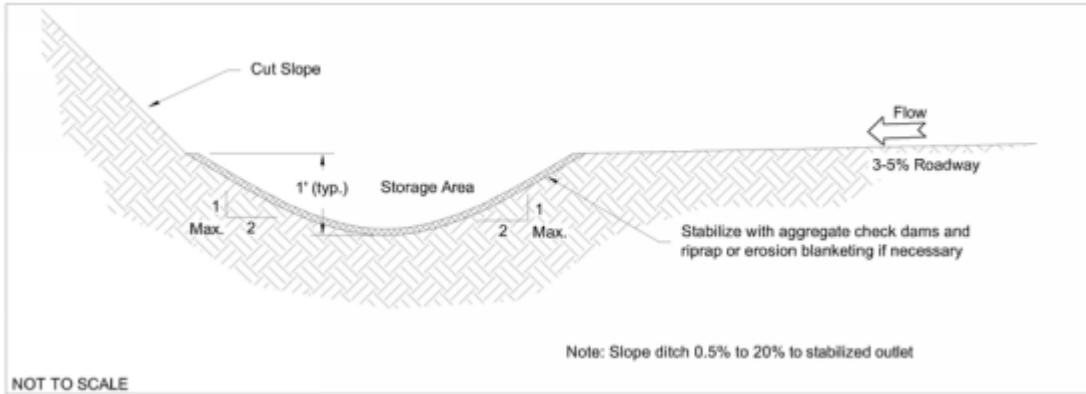 Cut Slope
Flow
3-5% Roadway
1' (typ.)
Storage Area
1
Max.
2
1
2
Max.
Stabilize with aggregate check dams and
riprap or erosion blanketing if necessary
Note: Slope ditch 0.5% to 20% to stabilized outlet
NOT TO SCALE